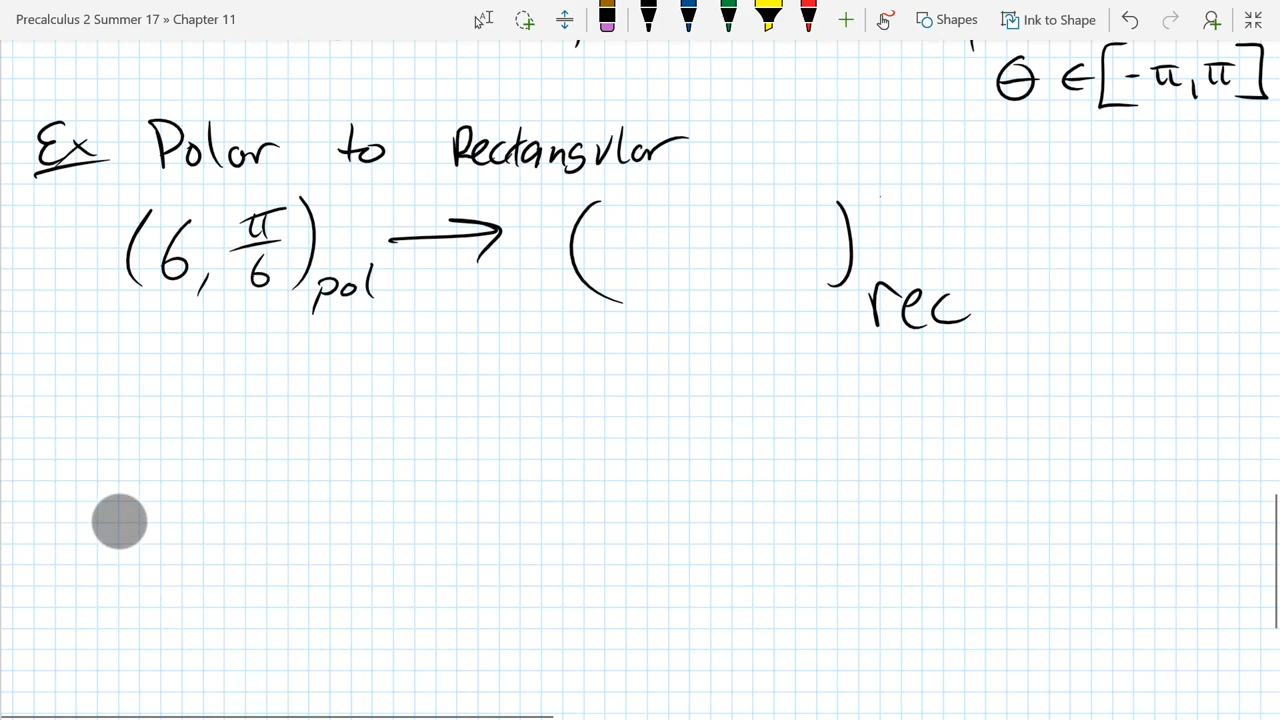 Precalculus 2 Summer 17 » Chapter 11
Shapes
Ink to Shape
θ ∈ [-π, π]
Ex Polar to Rectangular
(6, π/6)pol → ( )rec